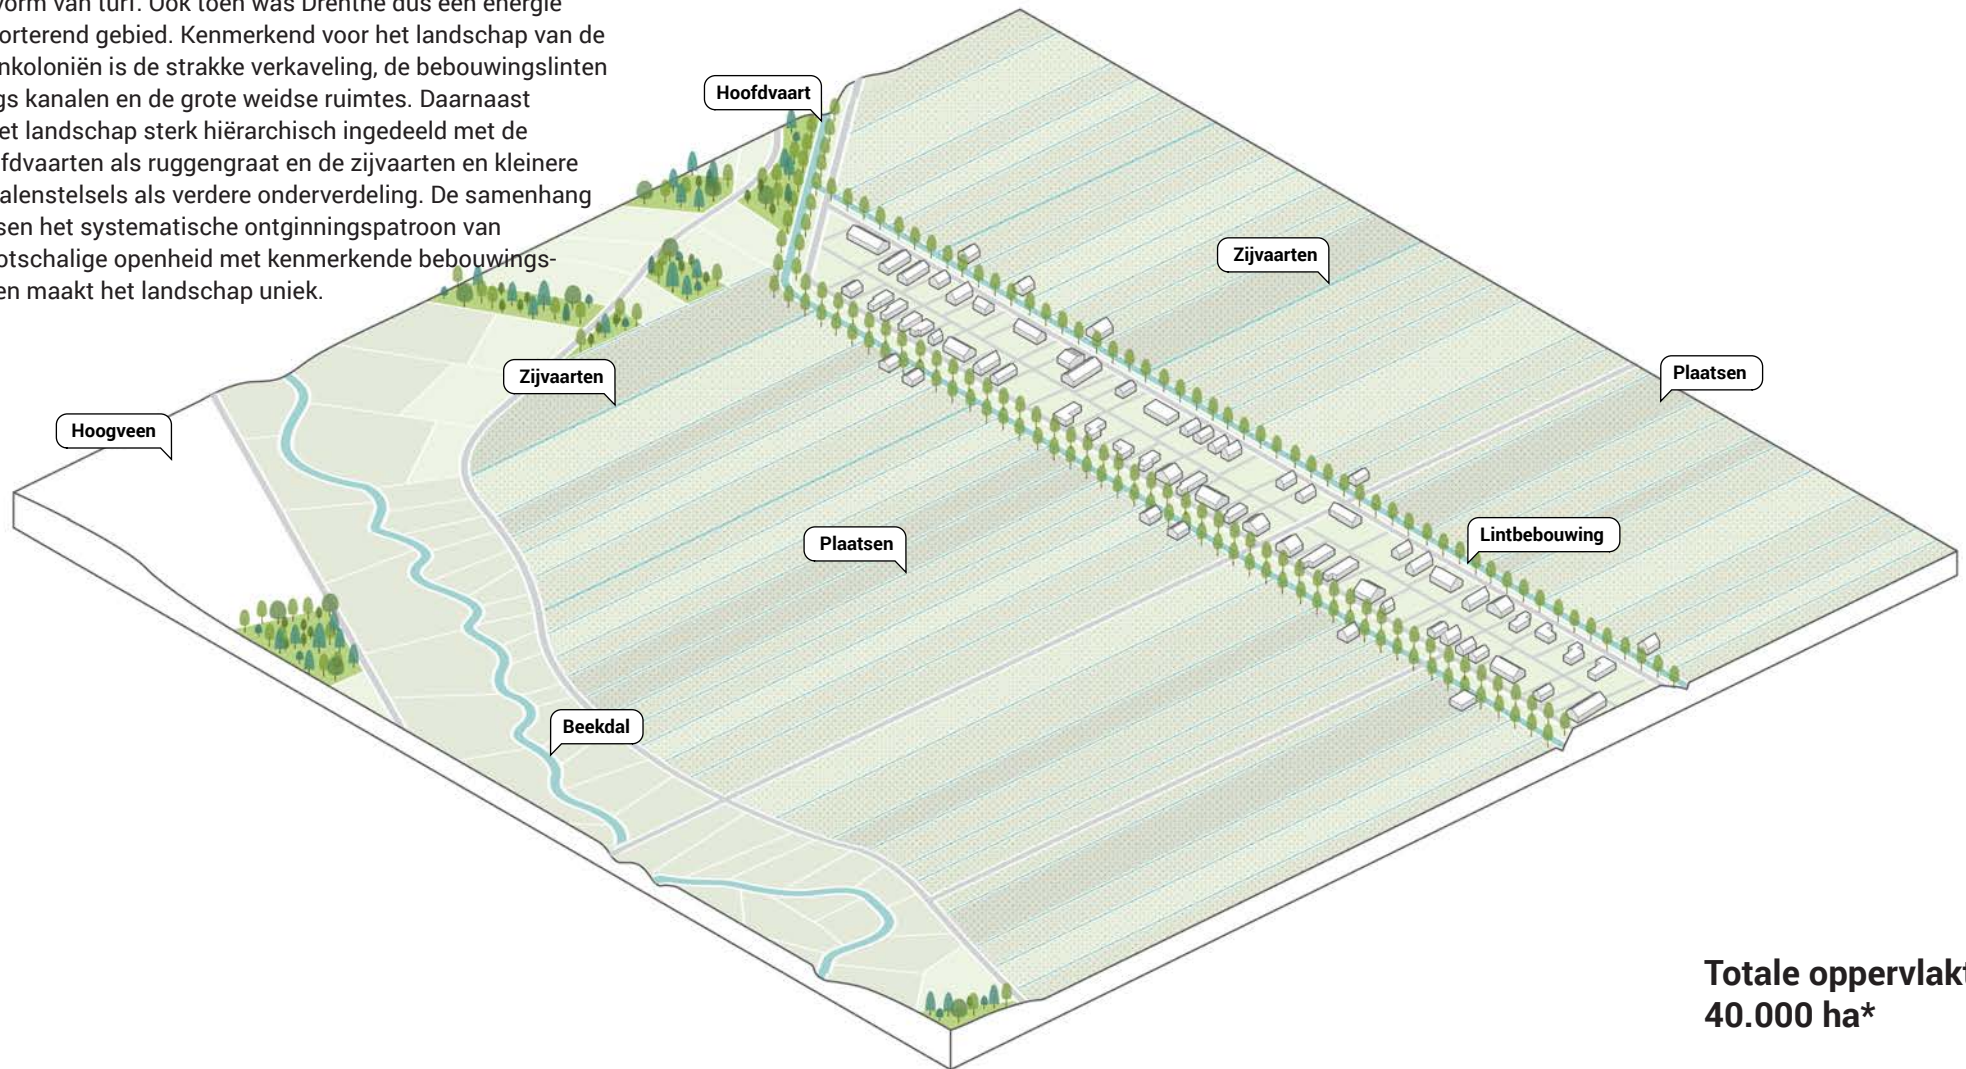 vorm van turf. Ook toen was Drenthe dus een energie
orterend gebied. Kenmerkend voor het landschap van de
nkoloniën is de strakke verkaveling, de bebouwingslinten
gs kanalen en de grote weidse ruimtes. Daarnaast
et landschap sterk hiërarchisch ingedeeld met de
fdvaarten als ruggengraat en de zijvaarten en kleinere
alenstelsels als verdere onderverdeling. De samenhang
sen het systematische ontginningspatroon van
otschalige openheid met kenmerkende bebouwings-
en maakt het landschap uniek.
Hoofdvaart
Zijvaarten
Zijvaarten
Plaatsen
Hoogveen
Plaatsen
Lintbebouwing
Beekdal
Totale oppervlakt
40.000 ha*